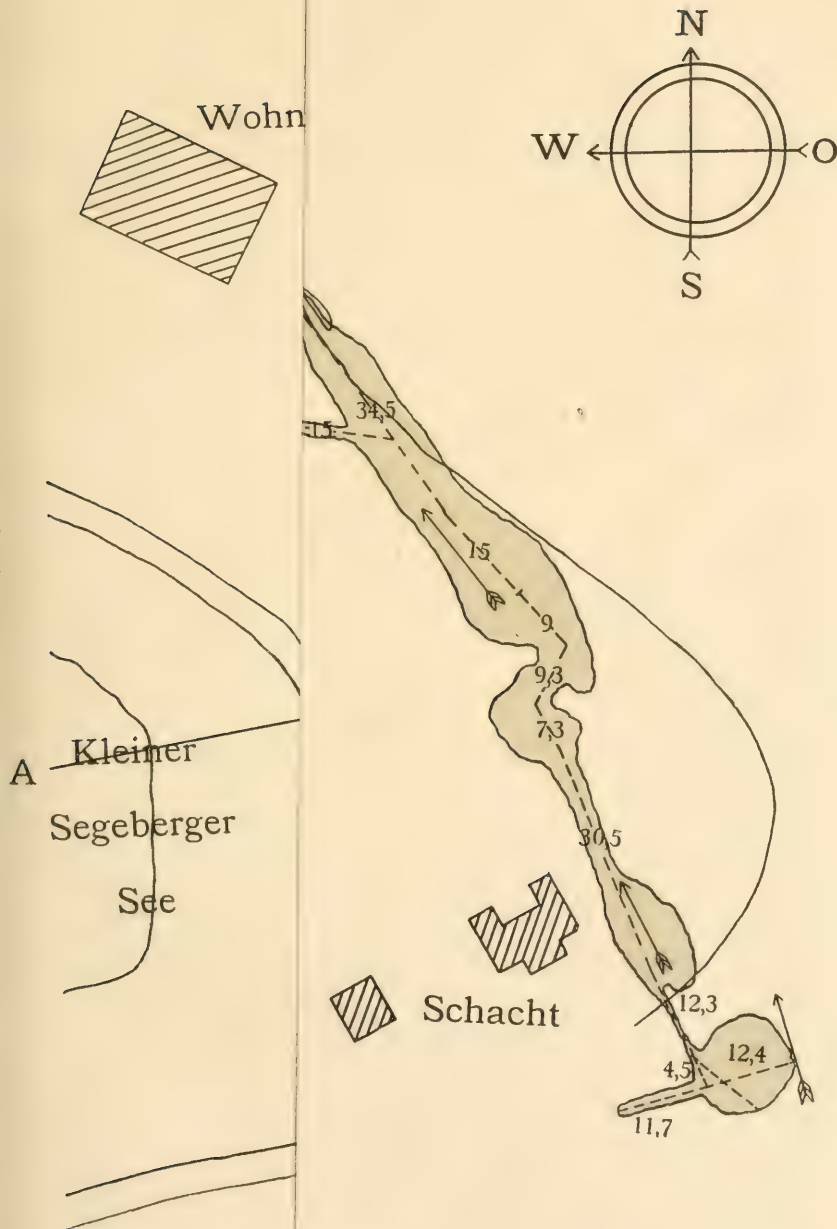 N
Wohn
W
O
S
34,5
15
15
9
9,3
7,3
Kleiner
A
Segeberger
30,5
See
Schacht
12,3
12,4
4,5
11,7